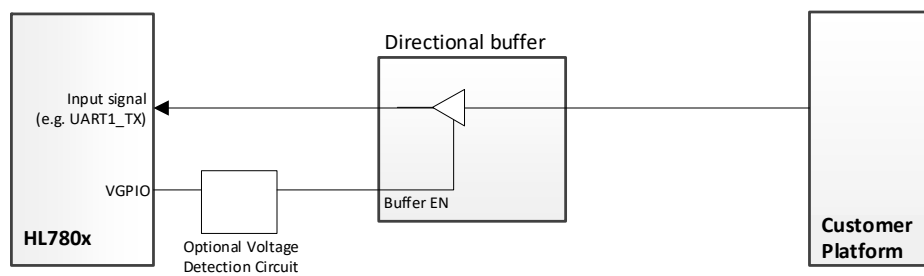 Directional buffer
Input signal
(e.g. UART1_TX)
VGPIO
Buffer EN
HL780x
Optional Voltage
Detection Circuit
Customer
Platform